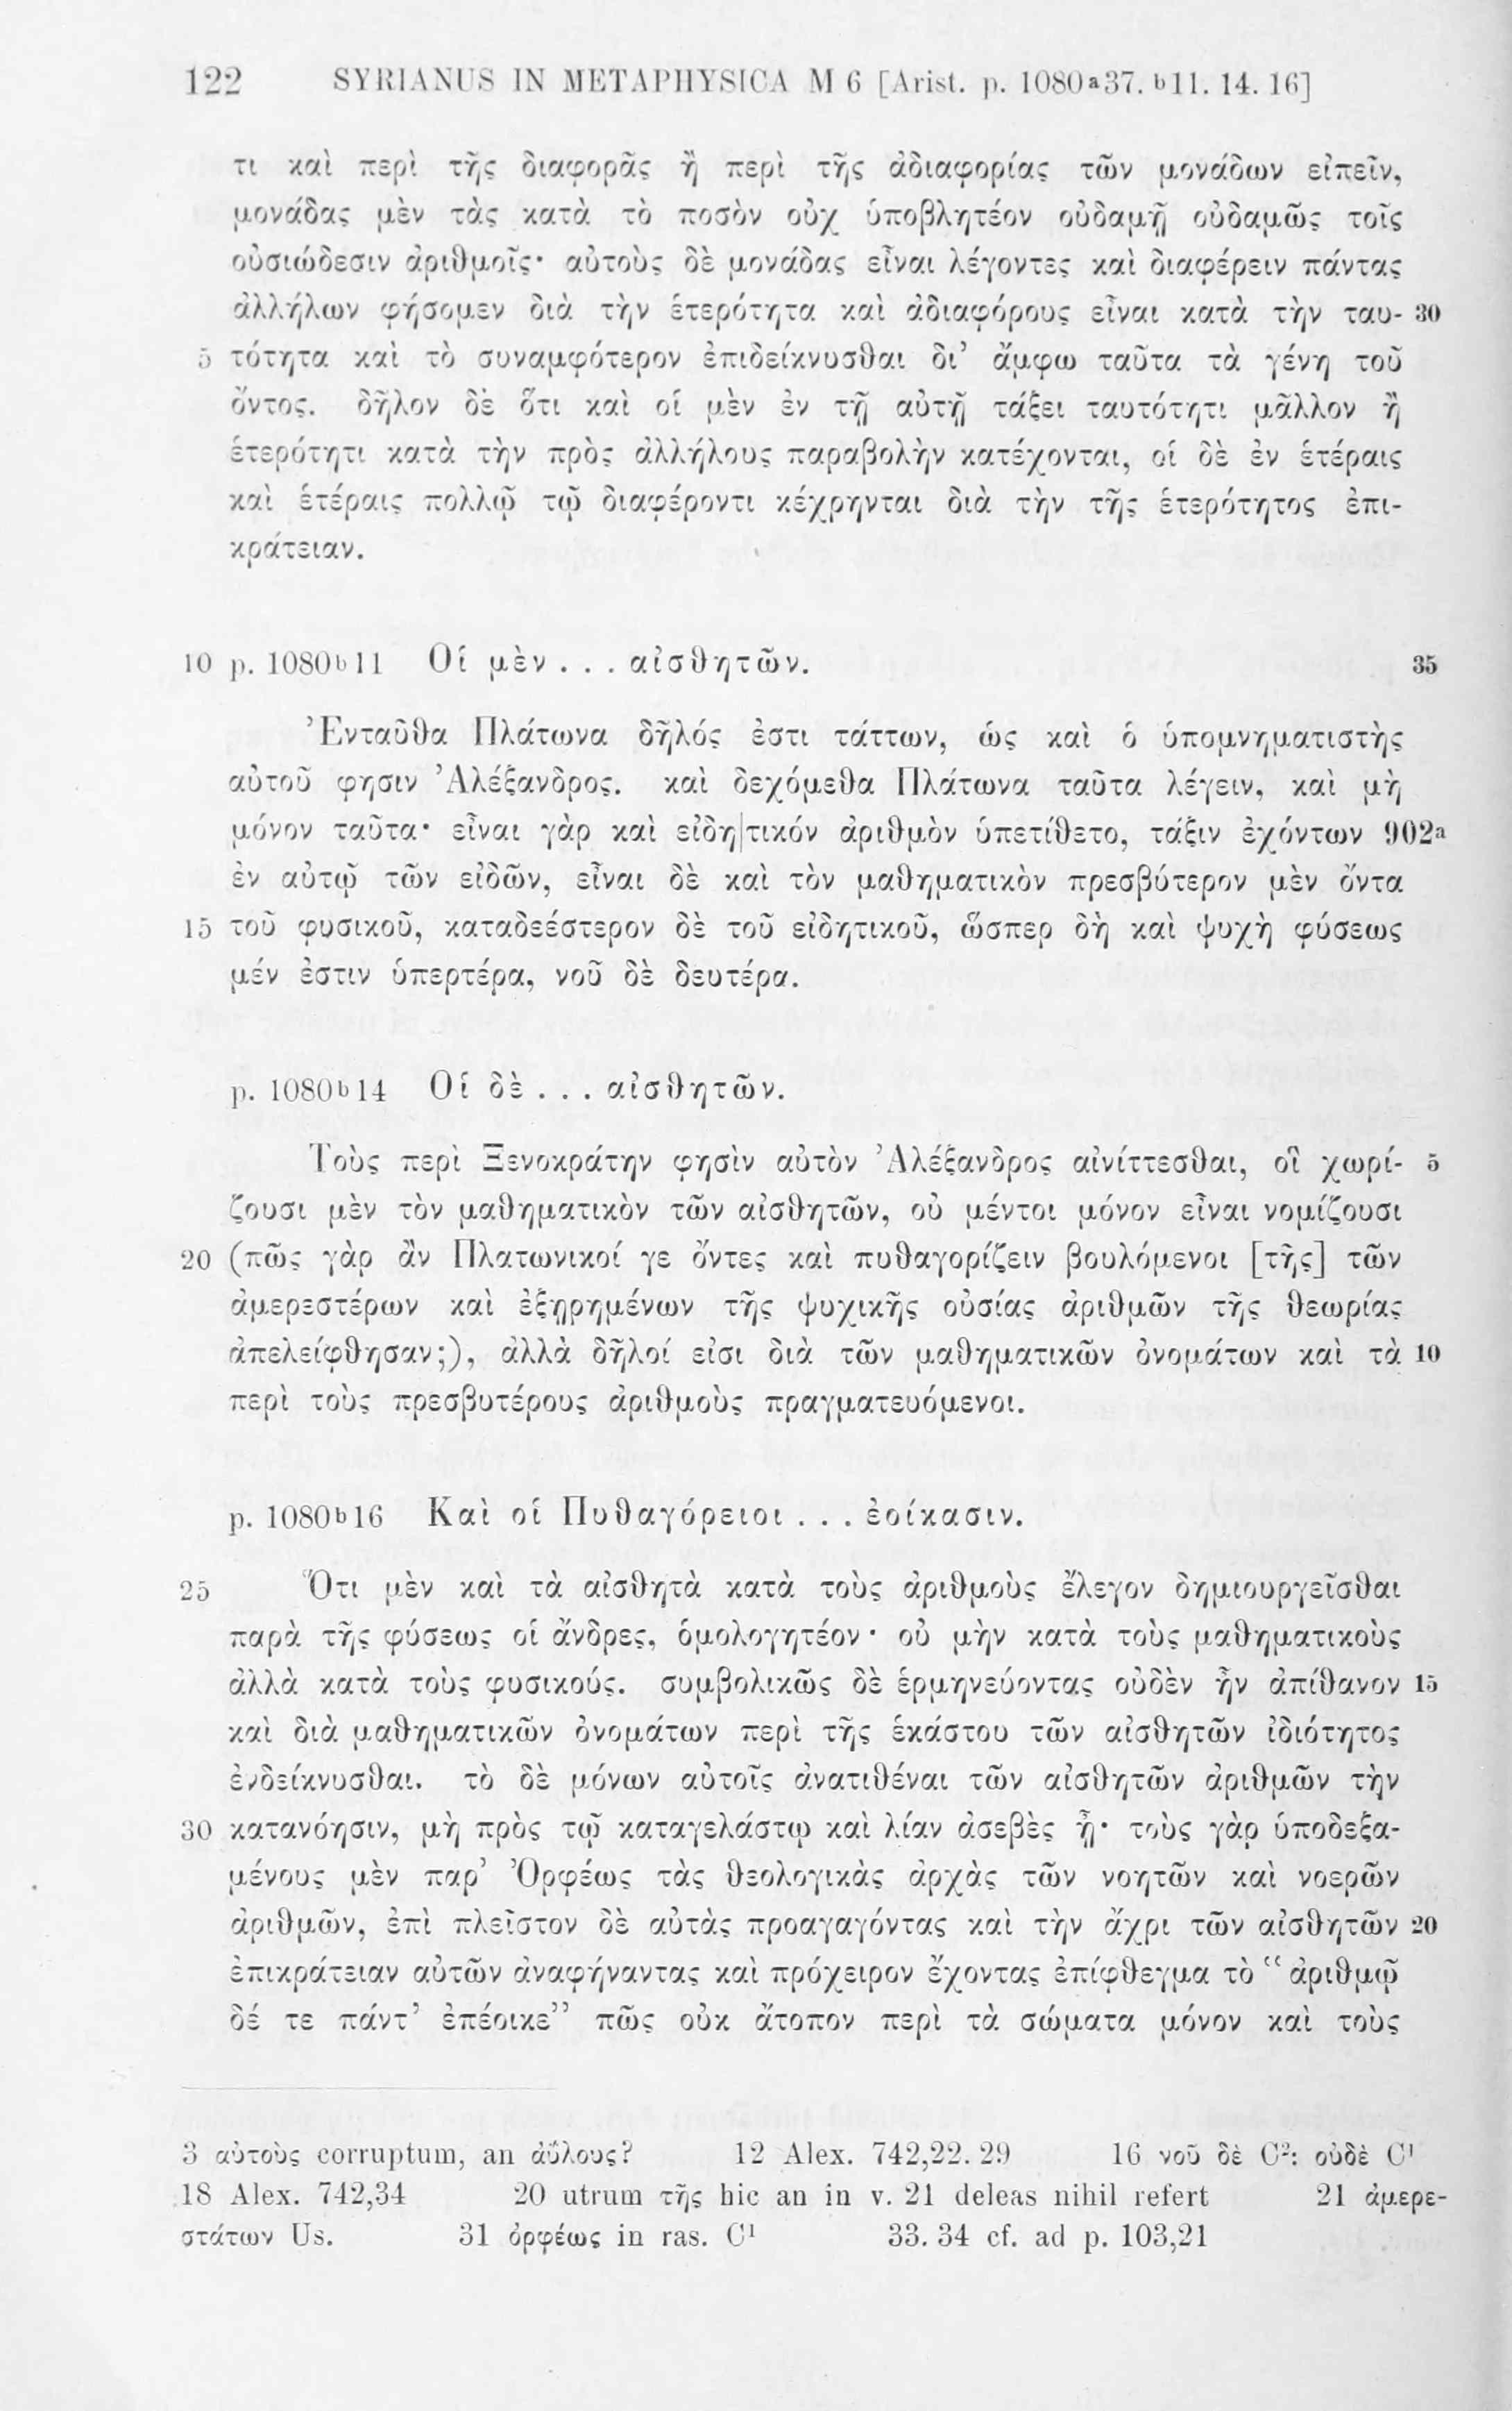 122 SYRIANUS IN METAPHYSICA M 6 [Arist. p. 1080ᵃ37. ᵇ11. 14. 16]
τι καὶ περὶ τῆς διαφορᾶς ἢ περὶ τῆς ἀδιαφορίας τῶν μονάδων εἰπεῖν,
μονάδας μὲν τὰς κατὰ τὸ ποσὸν οὐχ ὑποβλητέον οὐδαμῇ οὐδαμῶς τοῖς
οὐσιώδεσιν ἀριθμοῖς· αὐτοὺς δὲ μονάδας εἶναι λέγοντες καὶ διαφέρειν πάντας
ἀλλήλων φήσομεν διὰ τὴν ἑτερότητα καὶ ἀδιαφόρους εἶναι κατὰ τὴν ταυ- 30
5 τότητα καὶ τὸ συναμφότερον ἐπιδείκνυσθαι δι’ ἄμφω ταῦτα τὰ γένη τοῦ
ὄντος. δῆλον δὲ ὅτι καὶ οἱ μὲν ἐν τῇ αὐτῇ τάξει ταυτότητι μᾶλλον ἢ
ἑτερότητι κατὰ τὴν πρὸς ἀλλήλους παραβολὴν κατέχονται, οἱ δὲ ἐν ἑτέραις
καὶ ἑτέραις πολλῷ τῷ διαφέροντι κέχρηνται διὰ τὴν τῆς ἑτερότητος ἐπι-
κράτειαν.
10 p. 1080ᵇ11 Οἱ μὲν . . . αἰσθητῶν. 35
Ἐνταῦθα Πλάτωνα δῆλός ἐστι τάττων, ὡς καὶ ὁ ὑπομνηματιστὴς
αὐτοῦ φησιν Ἀλέξανδρος. καὶ δεχόμεθα Πλάτωνα ταῦτα λέγειν, καὶ μὴ
μόνον ταῦτα· εἶναι γὰρ καὶ εἰδη|τικόν ἀριθμὸν ὑπετίθετο, τάξιν ἐχόντων 902ᵃ
ἐν αὐτῷ τῶν εἰδῶν, εἶναι δὲ καὶ τὸν μαθηματικὸν πρεσβύτερον μὲν ὄντα
15 τοῦ φυσικοῦ, καταδεέστερον δὲ τοῦ εἰδητικοῦ, ὥσπερ δὴ καὶ ψυχὴ φύσεως
μέν ἐστιν ὑπερτέρα, νοῦ δὲ δευτέρα.
p. 1080ᵇ14 Οἱ δὲ . . . αἰσθητῶν.
Τοὺς περὶ Ξενοκράτην φησὶν αὐτὸν Ἀλέξανδρος αἰνίττεσθαι, οἳ χωρί- 5
ζουσι μὲν τὸν μαθηματικὸν τῶν αἰσθητῶν, οὐ μέντοι μόνον εἶναι νομίζουσι
20 (πῶς γὰρ ἂν Πλατωνικοί γε ὄντες καὶ πυθαγορίζειν βουλόμενοι [τῆς] τῶν
ἀμερεστέρων καὶ ἐξῃρημένων τῆς ψυχικῆς οὐσίας ἀριθμῶν τῆς θεωρίας
ἀπελείφθησαν;), ἀλλὰ δῆλοί εἰσι διὰ τῶν μαθηματικῶν ὀνομάτων καὶ τὰ 10
περὶ τοὺς πρεσβυτέρους ἀριθμοὺς πραγματευόμενοι.
p. 1080ᵇ16 Καὶ οἱ Πυθαγόρειοι . . . ἐοίκασιν.
25 Ὅτι μὲν καὶ τὰ αἰσθητὰ κατὰ τοὺς ἀριθμοὺς ἔλεγον δημιουργεῖσθαι
παρὰ τῆς φύσεως οἱ ἄνδρες, ὁμολογητέον· οὐ μὴν κατὰ τοὺς μαθηματικοὺς
ἀλλὰ κατὰ τοὺς φυσικούς. συμβολικῶς δὲ ἑρμηνεύοντας οὐδὲν ἦν ἀπίθανον 15
καὶ διὰ μαθηματικῶν ὀνομάτων περὶ τῆς ἑκάστου τῶν αἰσθητῶν ἰδιότητος
ἐνδείκνυσθαι. τὸ δὲ μόνων αὐτοῖς ἀνατιθέναι τῶν αἰσθητῶν ἀριθμῶν τὴν
30 κατανόησιν, μὴ πρὸς τῷ καταγελάστῳ καὶ λίαν ἀσεβὲς ᾖ· τοὺς γὰρ ὑποδεξα-
μένους μὲν παρ’ Ὀρφέως τὰς θεολογικὰς ἀρχὰς τῶν νοητῶν καὶ νοερῶν
ἀριθμῶν, ἐπὶ πλεῖστον δὲ αὐτὰς προαγαγόντας καὶ τὴν ἄχρι τῶν αἰσθητῶν 20
ἐπικράτειαν αὐτῶν ἀναφήναντας καὶ πρόχειρον ἔχοντας ἐπίφθεγμα τὸ “ἀριθμῷ
δέ τε πάντ’ ἐπέοικε” πῶς οὐκ ἄτοπον περὶ τὰ σώματα μόνον καὶ τοὺς
3 αὐτοὺς corruptum, an ἀΰλους? 12 Alex. 742,22. 29 16 νοῦ δὲ C²: οὐδὲ C¹
18 Alex. 742,34 20 utrum τῆς hic an in v. 21 deleas nihil refert 21 ἀμερε-
στάτων Us. 31 ὀρφέως in ras. C¹ 33. 34 cf. ad p. 103,21